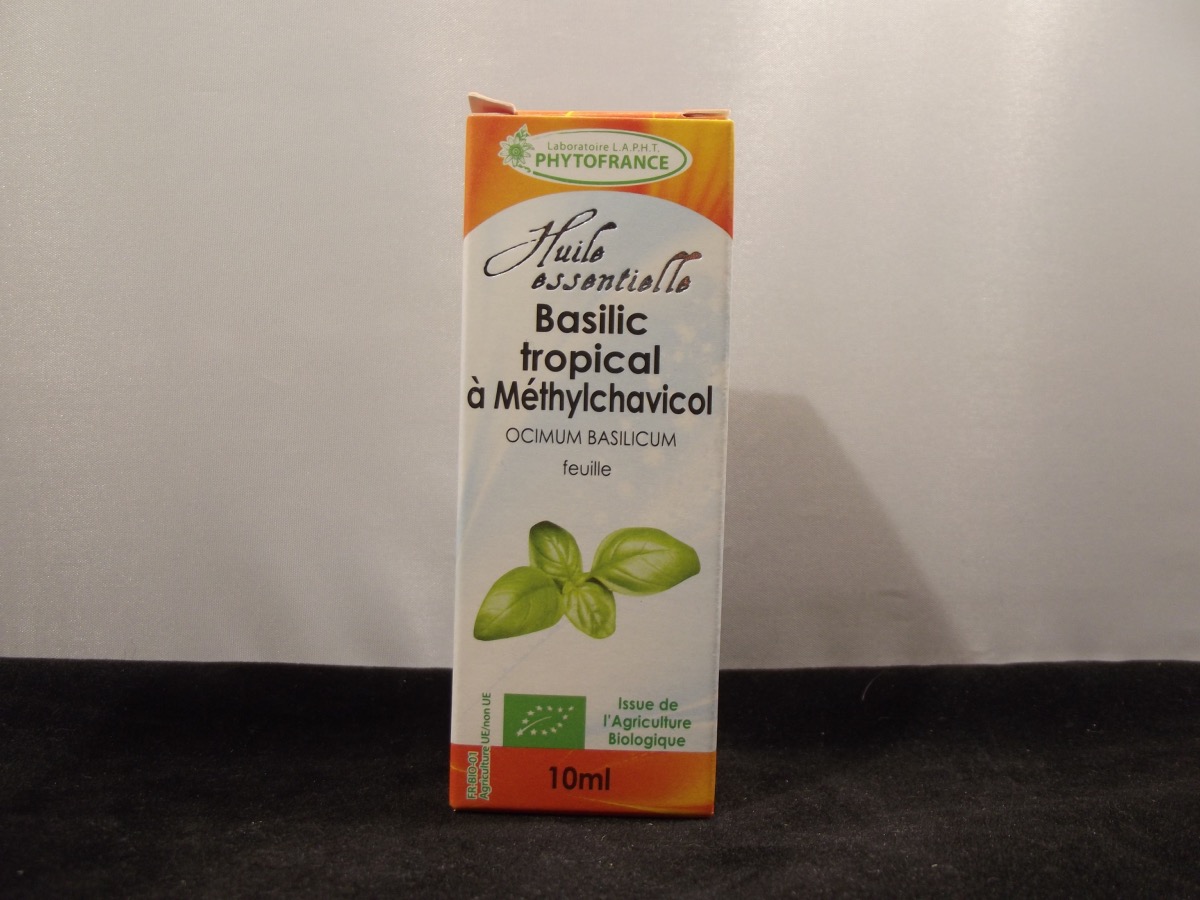 Laboratoire L.A.P.H.T.
PHYTOFRANCE
Huile
essentielle
Basilic
tropical
à Méthylchavicol
OCIMUM BASILICUM
feuille
Issue de
l'Agriculture
Biologique
FR-BIO-01
Agriculture UE/non UE
10ml